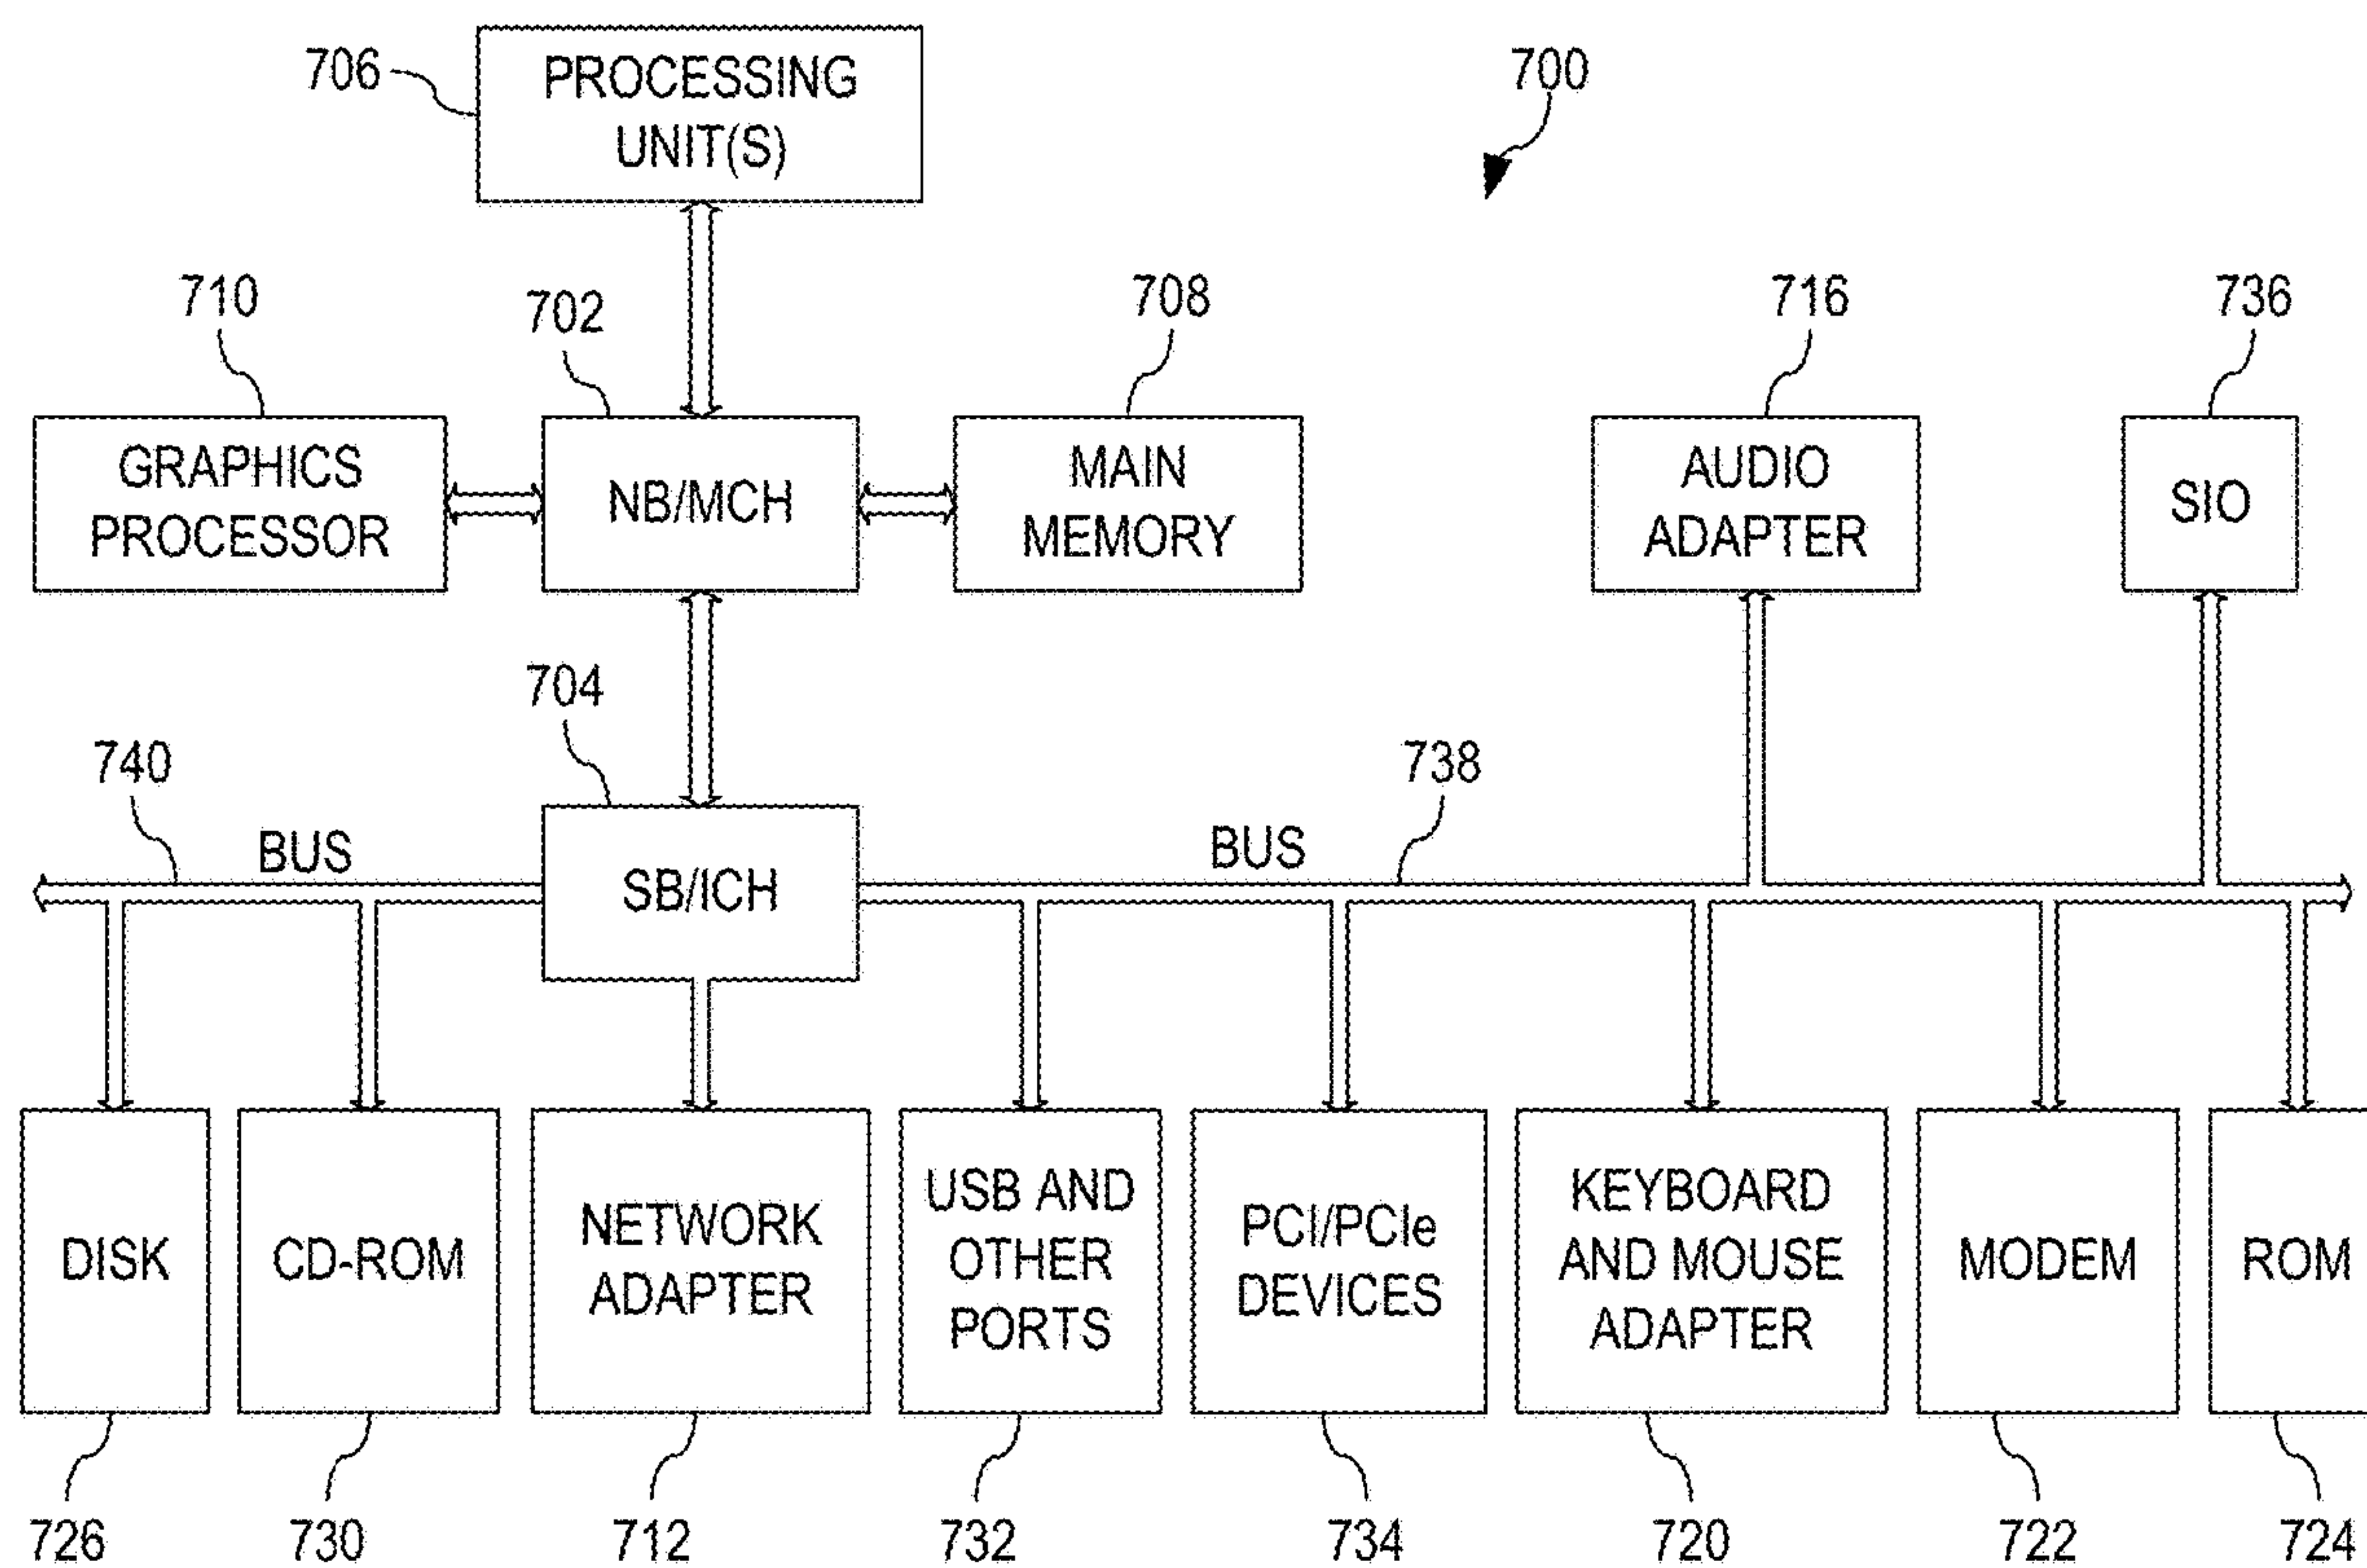 706
PROCESSING
UNIT(S)
700
710
702
708
716
736
GRAPHICS
PROCESSOR
NB/MCH
MAIN
MEMORY
AUDIO
ADAPTER
SIO
704
740
738
BUS
SB/ICH
BUS
DISK
CD-ROM
NETWORK
ADAPTER
USB AND
OTHER
PORTS
PCI/PCIe
DEVICES
KEYBOARD
AND MOUSE
ADAPTER
MODEM
ROM
726
730
712
732
734
720
722
724